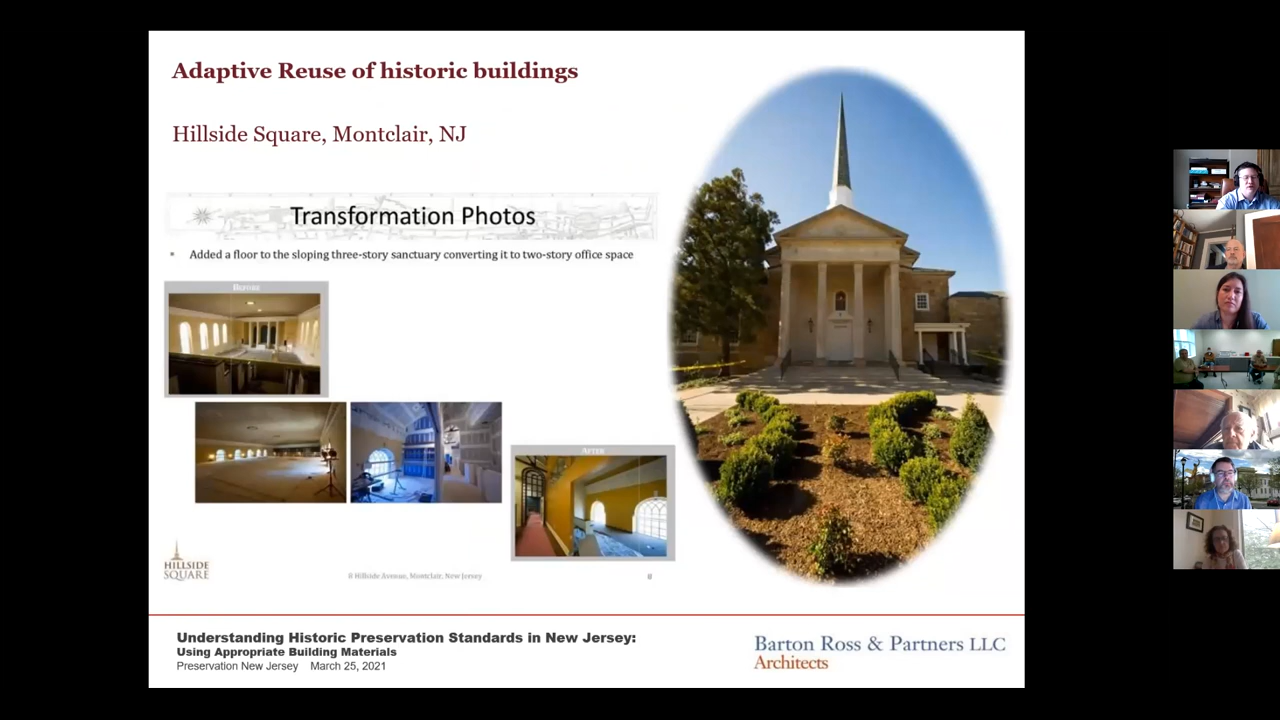 Adaptive Reuse of historic buildings
Hillside Square, Montclair, NJ
Transformation Photos
• Added a floor to the sloping three-story sanctuary converting it to two-story office space
BEFORE
AFTER
HILLSIDE
SQUARE
Hillside Avenue, Montclair, New Jersey
Understanding Historic Preservation Standards in New Jersey:
Using Appropriate Building Materials
Preservation New Jersey March 25, 2021
Barton Ross & Partners LLC
Architects